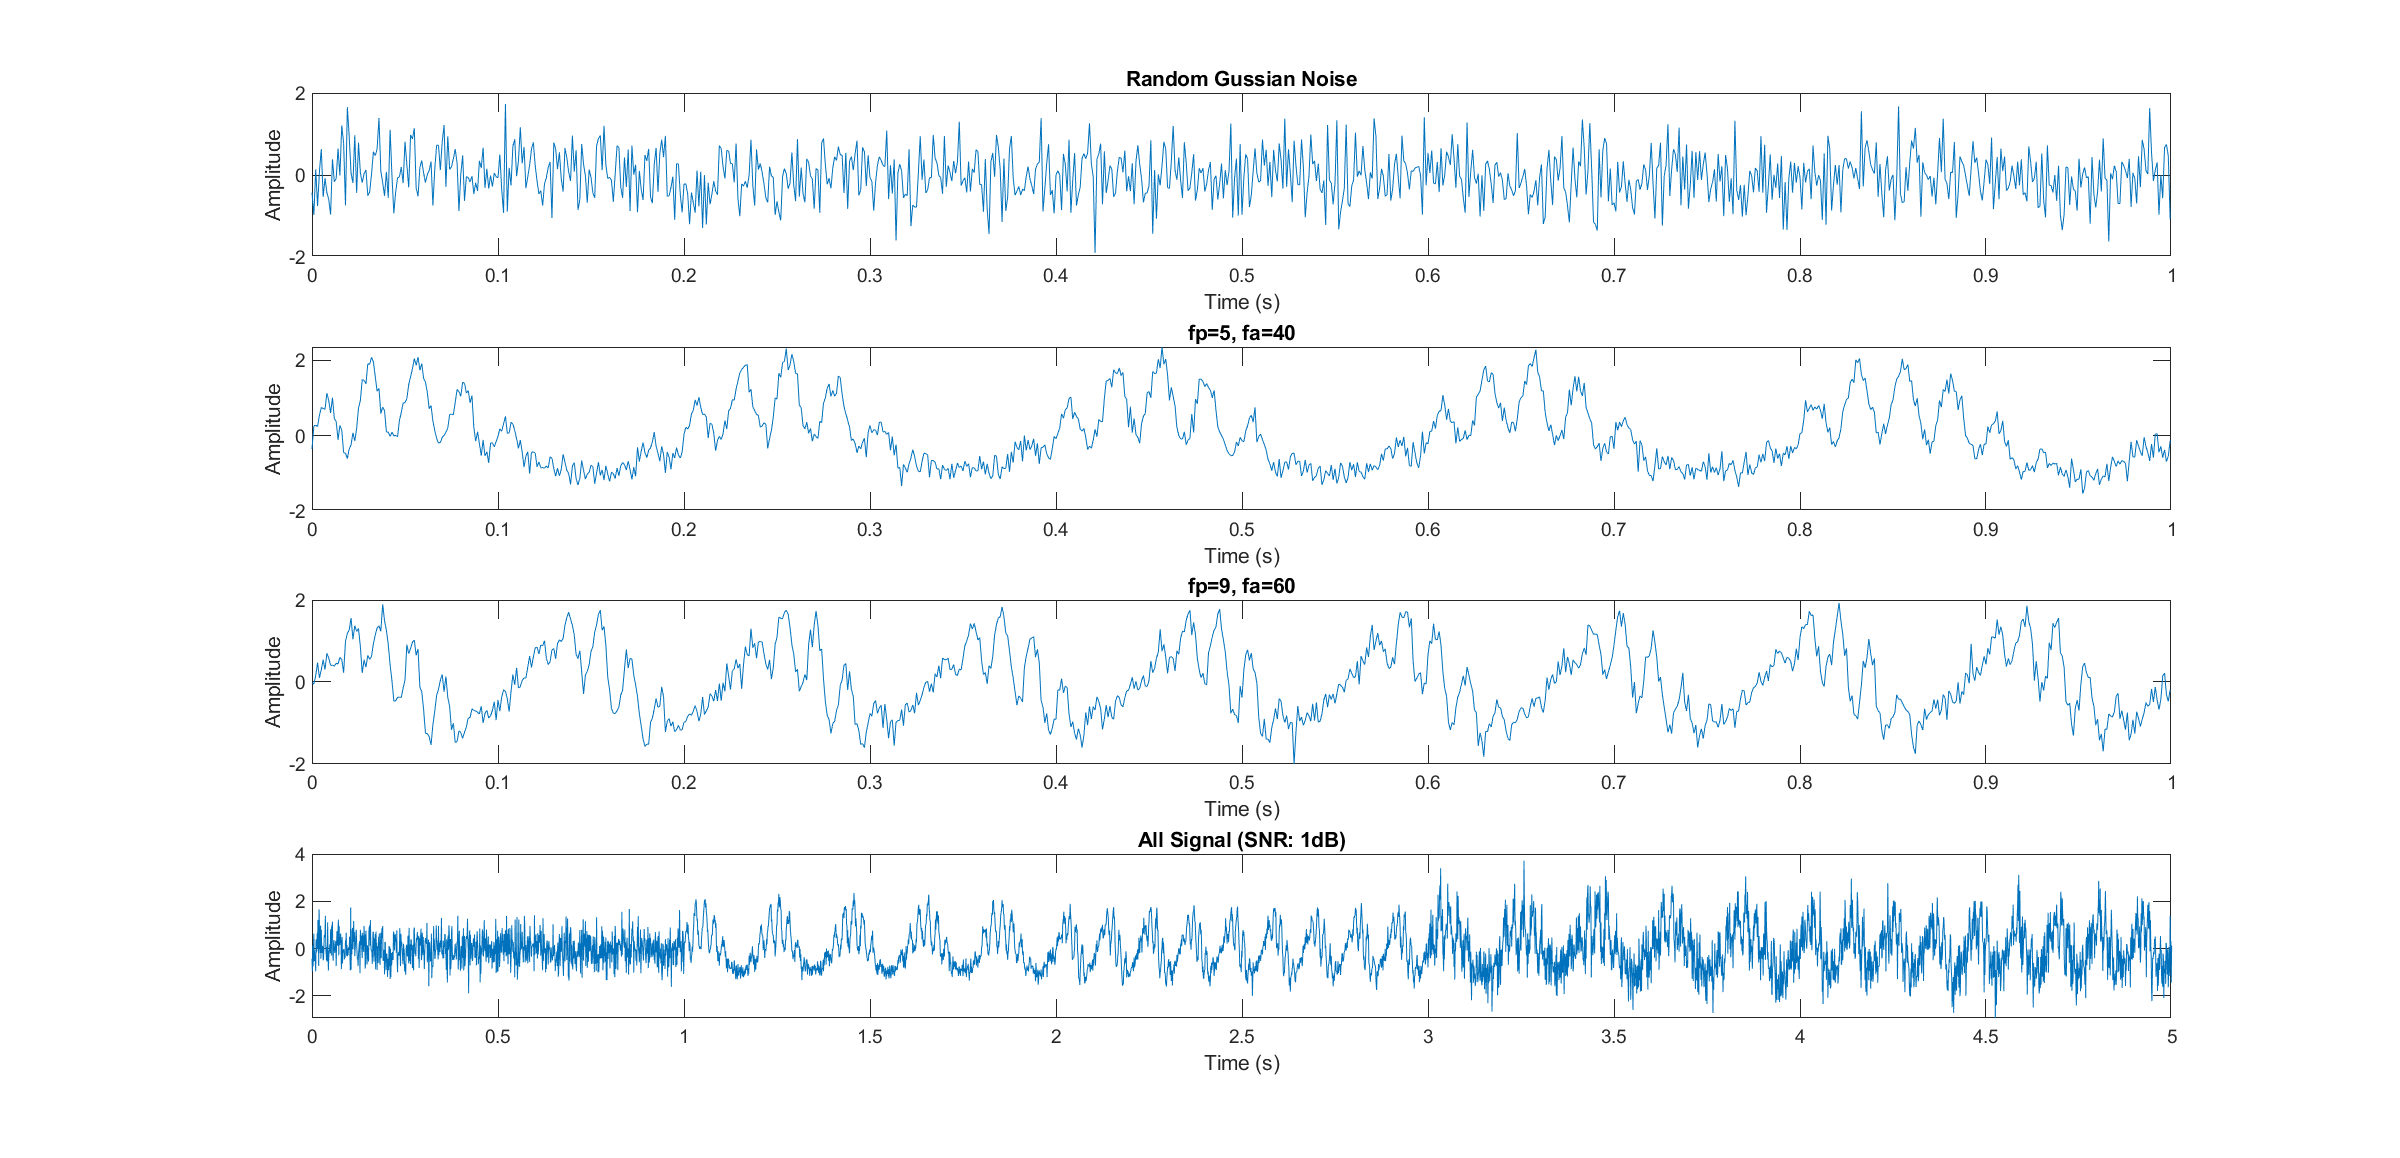 Random Gussian Noise
2
0
-2
Amplitude
0 0.1 0.2 0.3 0.4 0.5 0.6 0.7 0.8 0.9 1
Time (s)
fp=5, fa=40
2
0
-2
Amplitude
0 0.1 0.2 0.3 0.4 0.5 0.6 0.7 0.8 0.9 1
Time (s)
fp=9, fa=60
2
0
-2
Amplitude
0 0.1 0.2 0.3 0.4 0.5 0.6 0.7 0.8 0.9 1
Time (s)
All Signal (SNR: 1dB)
4
2
0
-2
Amplitude
0 0.5 1 1.5 2 2.5 3 3.5 4 4.5 5
Time (s)